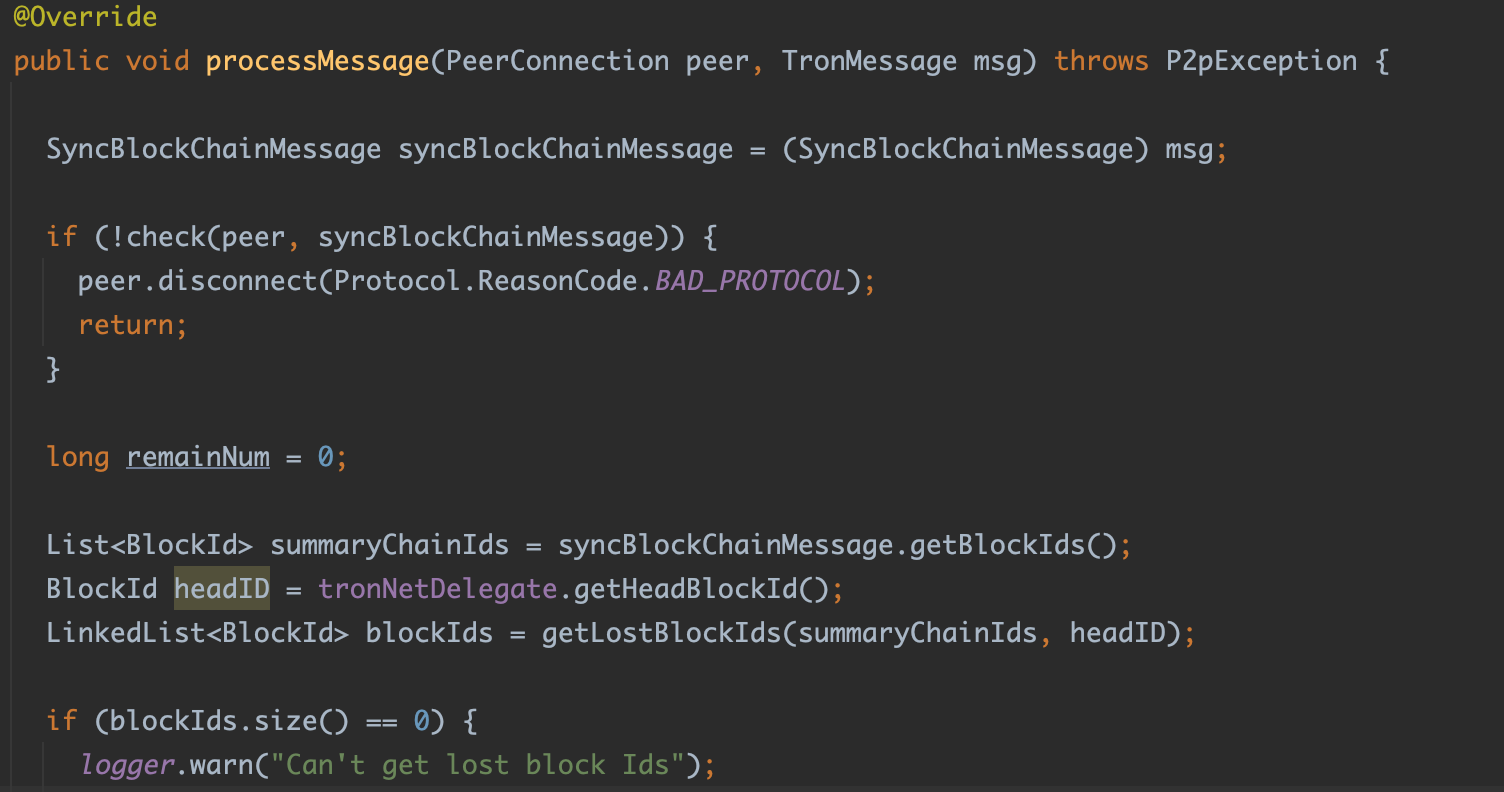 @Override
public void processMessage(PeerConnection peer, TronMessage msg) throws P2pException {
SyncBlockChainMessage syncBlockChainMessage = (SyncBlockChainMessage) msg;
if (!check(peer, syncBlockChainMessage)) {
peer.disconnect(Protocol.ReasonCode.BAD_PROTOCOL);
return;
}
long remainNum = 0;
List<BlockId> summaryChainIds = syncBlockChainMessage.getBlockIds();
BlockId headID = tronNetDelegate.getHeadBlockId();
LinkedList<BlockId> blockIds = getLostBlockIds(summaryChainIds, headID);
if (blockIds.size() == 0) {
logger.warn("Can't get lost block Ids");